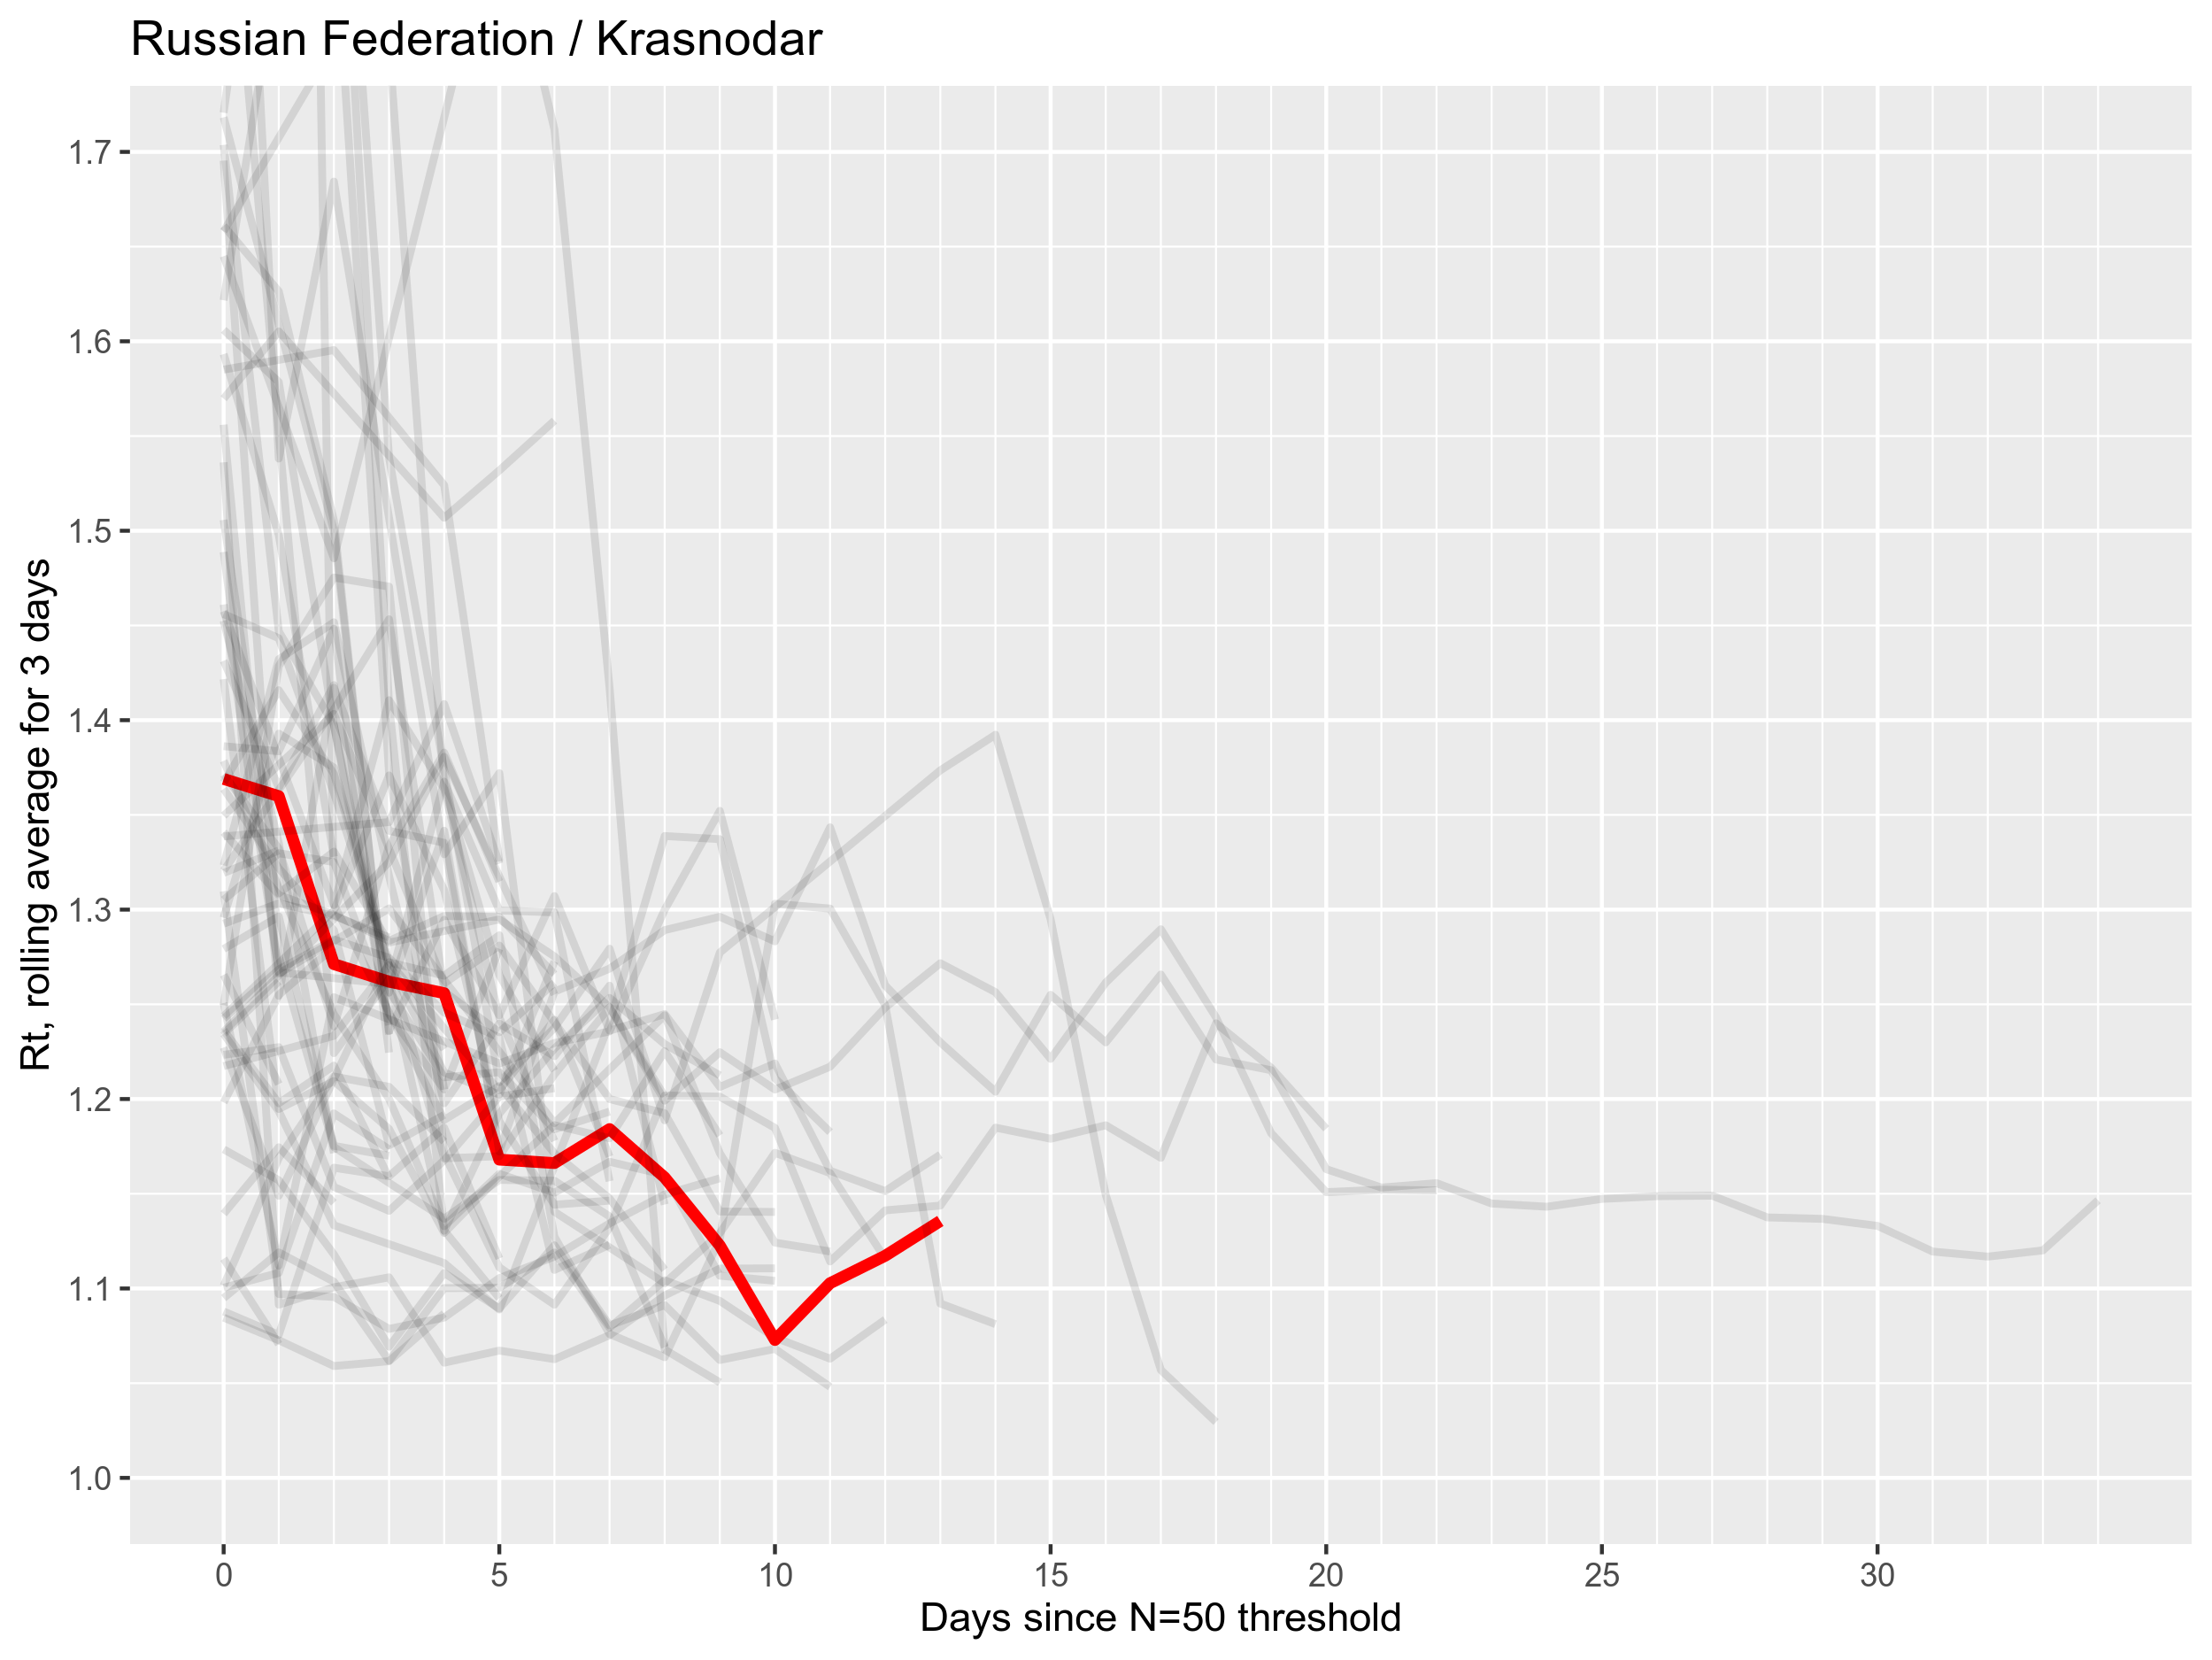 Russian Federation / Krasnodar
Rt, rolling average for 3 days
1.7
1.6
1.5
1.4
1.3
1.2
1.1
1.0
0 5 10 15 20 25 30
Days since N=50 threshold